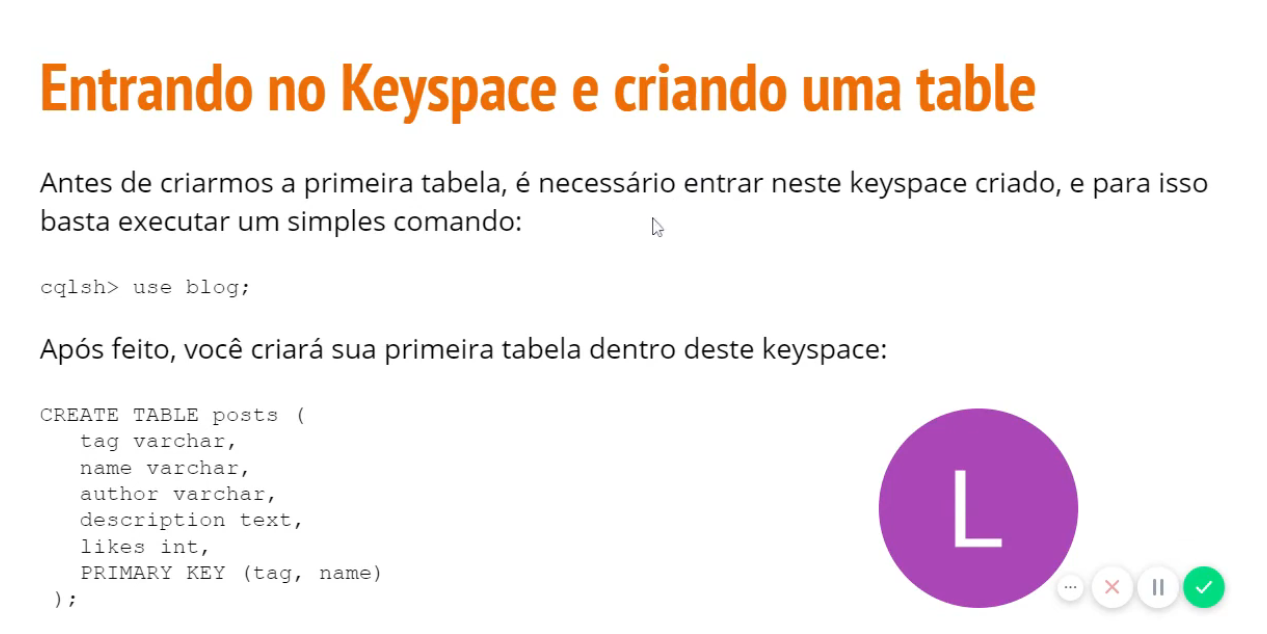 Entrando no Keyspace e criando uma table
Antes de criarmos a primeira tabela, é necessário entrar neste keyspace criado, e para isso
basta executar um simples comando:
cqlsh> use blog;
Após feito, você criará sua primeira tabela dentro deste keyspace:
CREATE TABLE posts (
tag varchar,
name varchar,
author varchar,
description text,
likes int,
PRIMARY KEY (tag, name)
);
L